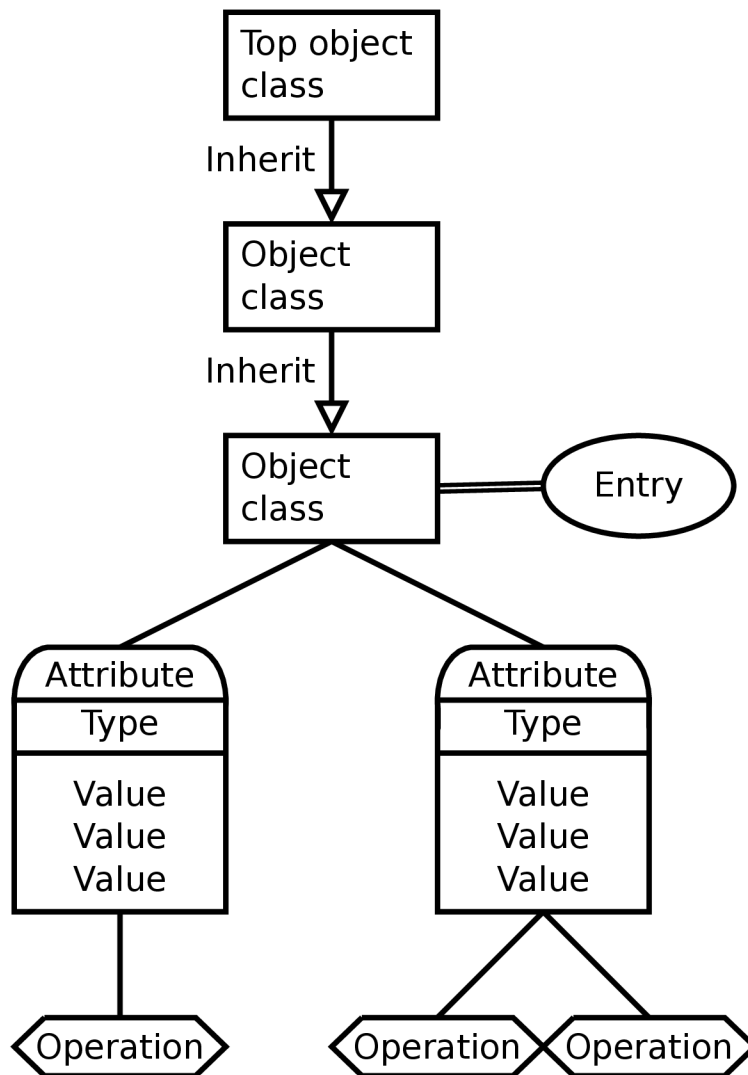 Top object
class
Inherit
Object
class
Inherit
Object
class
Entry
Attribute
Type
Value
Value
Value
Attribute
Type
Value
Value
Value
Operation
Operation
Operation